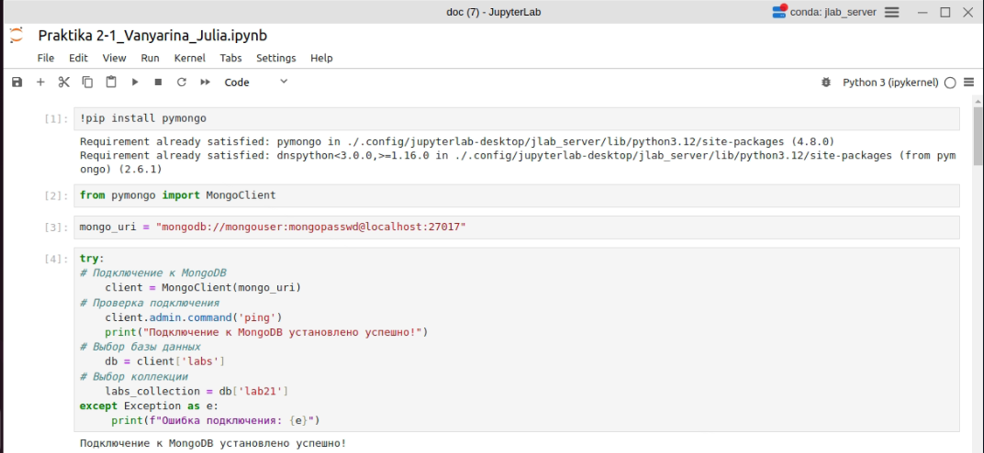 doc (7) - JupyterLab
conda: jlab_server
Praktika 2-1_Vanyarina_Julia.ipynb
File Edit View Run Kernel Tabs Settings Help
Code
Python 3 (ipykernel)
[1]: !pip install pymongo
Requirement already satisfied: pymongo in ./.config/jupyterlab-desktop/jlab_server/lib/python3.12/site-packages (4.8.0)
Requirement already satisfied: dnspython<3.0.0,>=1.16.0 in ./.config/jupyterlab-desktop/jlab_server/lib/python3.12/site-packages (from pym
ongo) (2.6.1)
[2]: from pymongo import MongoClient
[3]: mongo_uri = "mongodb://mongouser:mongopasswd@localhost:27017"
[4]: try:
# Подключение к MongoDB
    client = MongoClient(mongo_uri)
# Проверка подключения
    client.admin.command('ping')
    print("Подключение к MongoDB установлено успешно!")
# Выбор базы данных
    db = client['labs']
# Выбор коллекции
    labs_collection = db['lab21']
except Exception as e:
     print(f"Ошибка подключения: {e}")
Подключение к MongoDB установлено успешно!